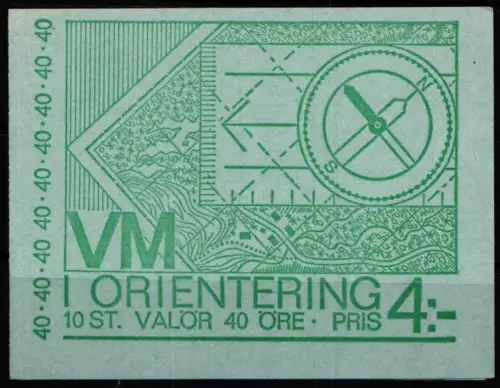 40 · 40 · 40 · 40 · 40 · 40 · 40 · 40 · 40 · 40
N
S
VM
I ORIENTERING
10 ST. VALÖR 40 ÖRE · PRIS 4:-